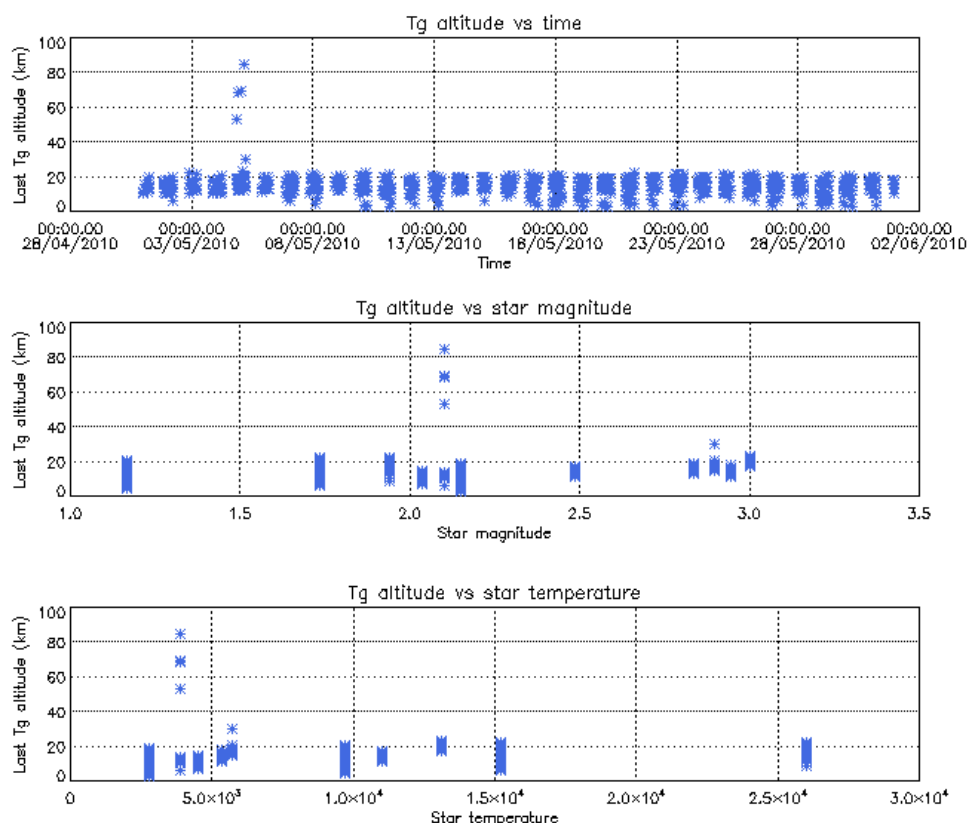 Tg altitude vs time
Last Tg altitude (km)
100
80
60
40
20
0
00:00.00 00:00.00 00:00.00 00:00.00 00:00.00 00:00.00 00:00.00 00:00.00
28/04/2010 03/05/2010 08/05/2010 13/05/2010 18/05/2010 23/05/2010 28/05/2010 02/06/2010
Time
Tg altitude vs star magnitude
Last Tg altitude (km)
100
80
60
40
20
0
1.0 1.5 2.0 2.5 3.0 3.5
Star magnitude
Tg altitude vs star temperature
Last Tg altitude (km)
100
80
60
40
20
0
0 5.0×10³ 1.0×10⁴ 1.5×10⁴ 2.0×10⁴ 2.5×10⁴ 3.0×10⁴
Star temperature